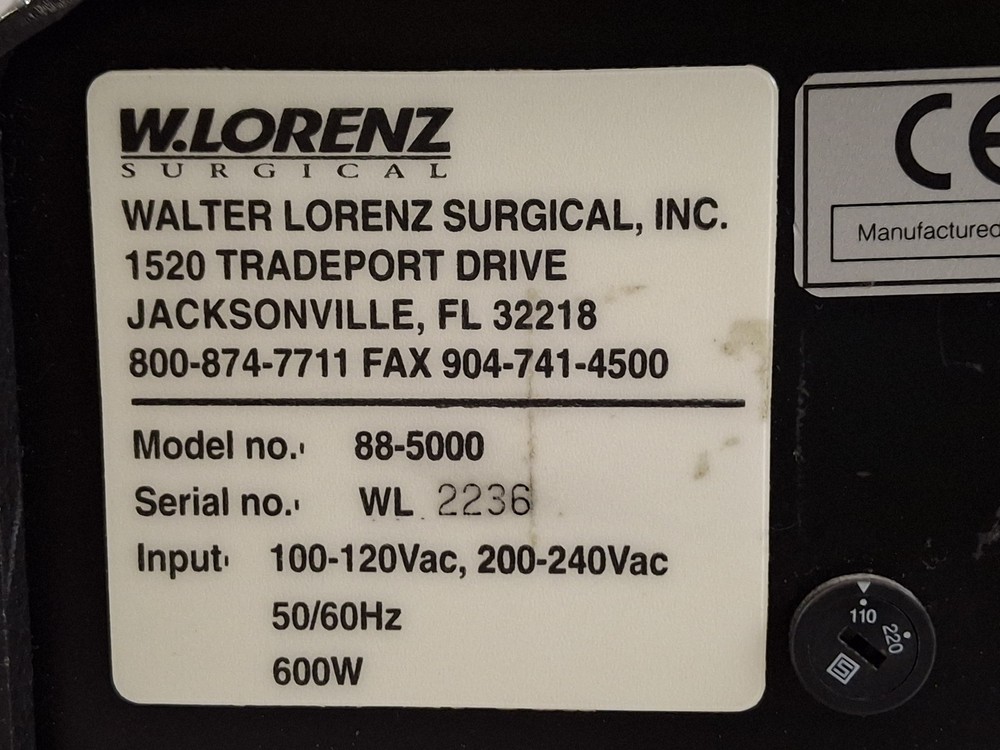 W.LORENZ
SURGICAL
WALTER LORENZ SURGICAL, INC.
1520 TRADEPORT DRIVE
JACKSONVILLE, FL 32218
800-874-7711 FAX 904-741-4500
Model no.: 88-5000
Serial no.: WL 2236
Input: 100-120Vac, 200-240Vac
50/60Hz
600W
CE
Manufactured
110
220